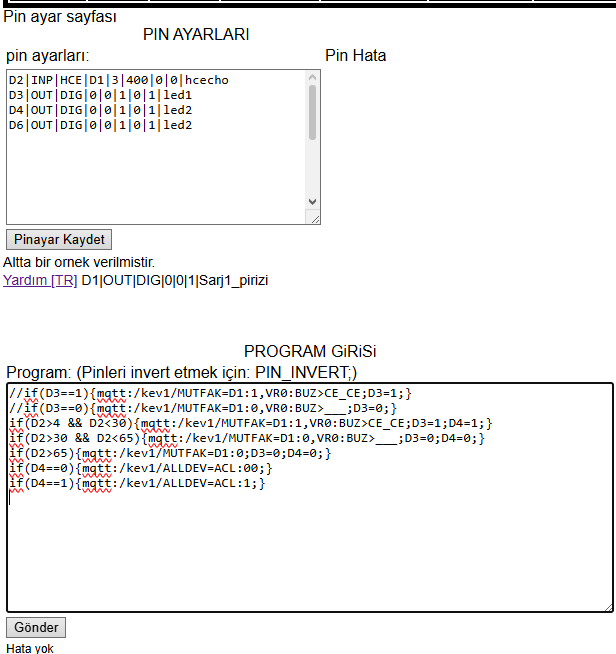 Pin ayar sayfası
PIN AYARLARI
pin ayarları:
Pin Hata
D2|INP|HCE|D1|3|400|0|0|hcecho
D3|OUT|DIG|0|0|1|0|1|led1
D4|OUT|DIG|0|0|1|0|1|led2
D6|OUT|DIG|0|0|1|0|1|led2
Pinayar Kaydet
Altta bir ornek verilmistir.
Yardım [TR] D1|OUT|DIG|0|0|1|Sarj1_pirizi
PROGRAM GiRiSi
Program: (Pinleri invert etmek için: PIN_INVERT;)
//if(D3==1){mqtt:/kev1/MUTFAK=D1:1,VR0:BUZ>CE_CE;D3=1;}
//if(D3==0){mqtt:/kev1/MUTFAK=D1:0,VR0:BUZ>___;D3=0;}
if(D2>4 && D2<30){mqtt:/kev1/MUTFAK=D1:1,VR0:BUZ>CE_CE;D3=1;D4=1;}
if(D2>30 && D2<65){mqtt:/kev1/MUTFAK=D1:0,VR0:BUZ>___;D3=0;D4=0;}
if(D2>65){mqtt:/kev1/MUTFAK=D1:0;D3=0;D4=0;}
if(D4==0){mqtt:/kev1/ALLDEV=ACL:00;}
if(D4==1){mqtt:/kev1/ALLDEV=ACL:1;}
Gönder
Hata yok